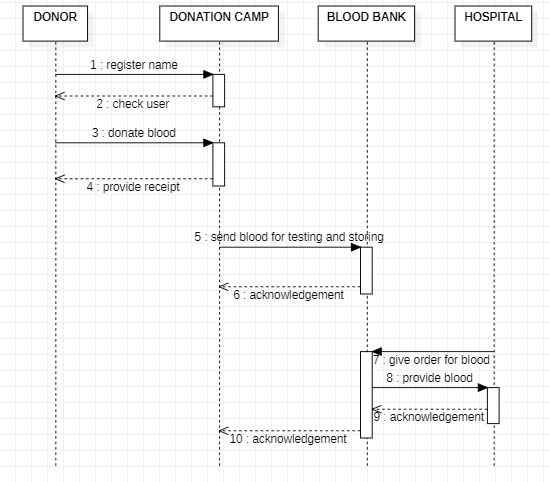 DONOR
DONATION CAMP
BLOOD BANK
HOSPITAL
1 : register name
2 : check user
3 : donate blood
4 : provide receipt
5 : send blood for testing and storing
6 : acknowledgement
7 : give order for blood
8 : provide blood
9 : acknowledgement
10 : acknowledgement